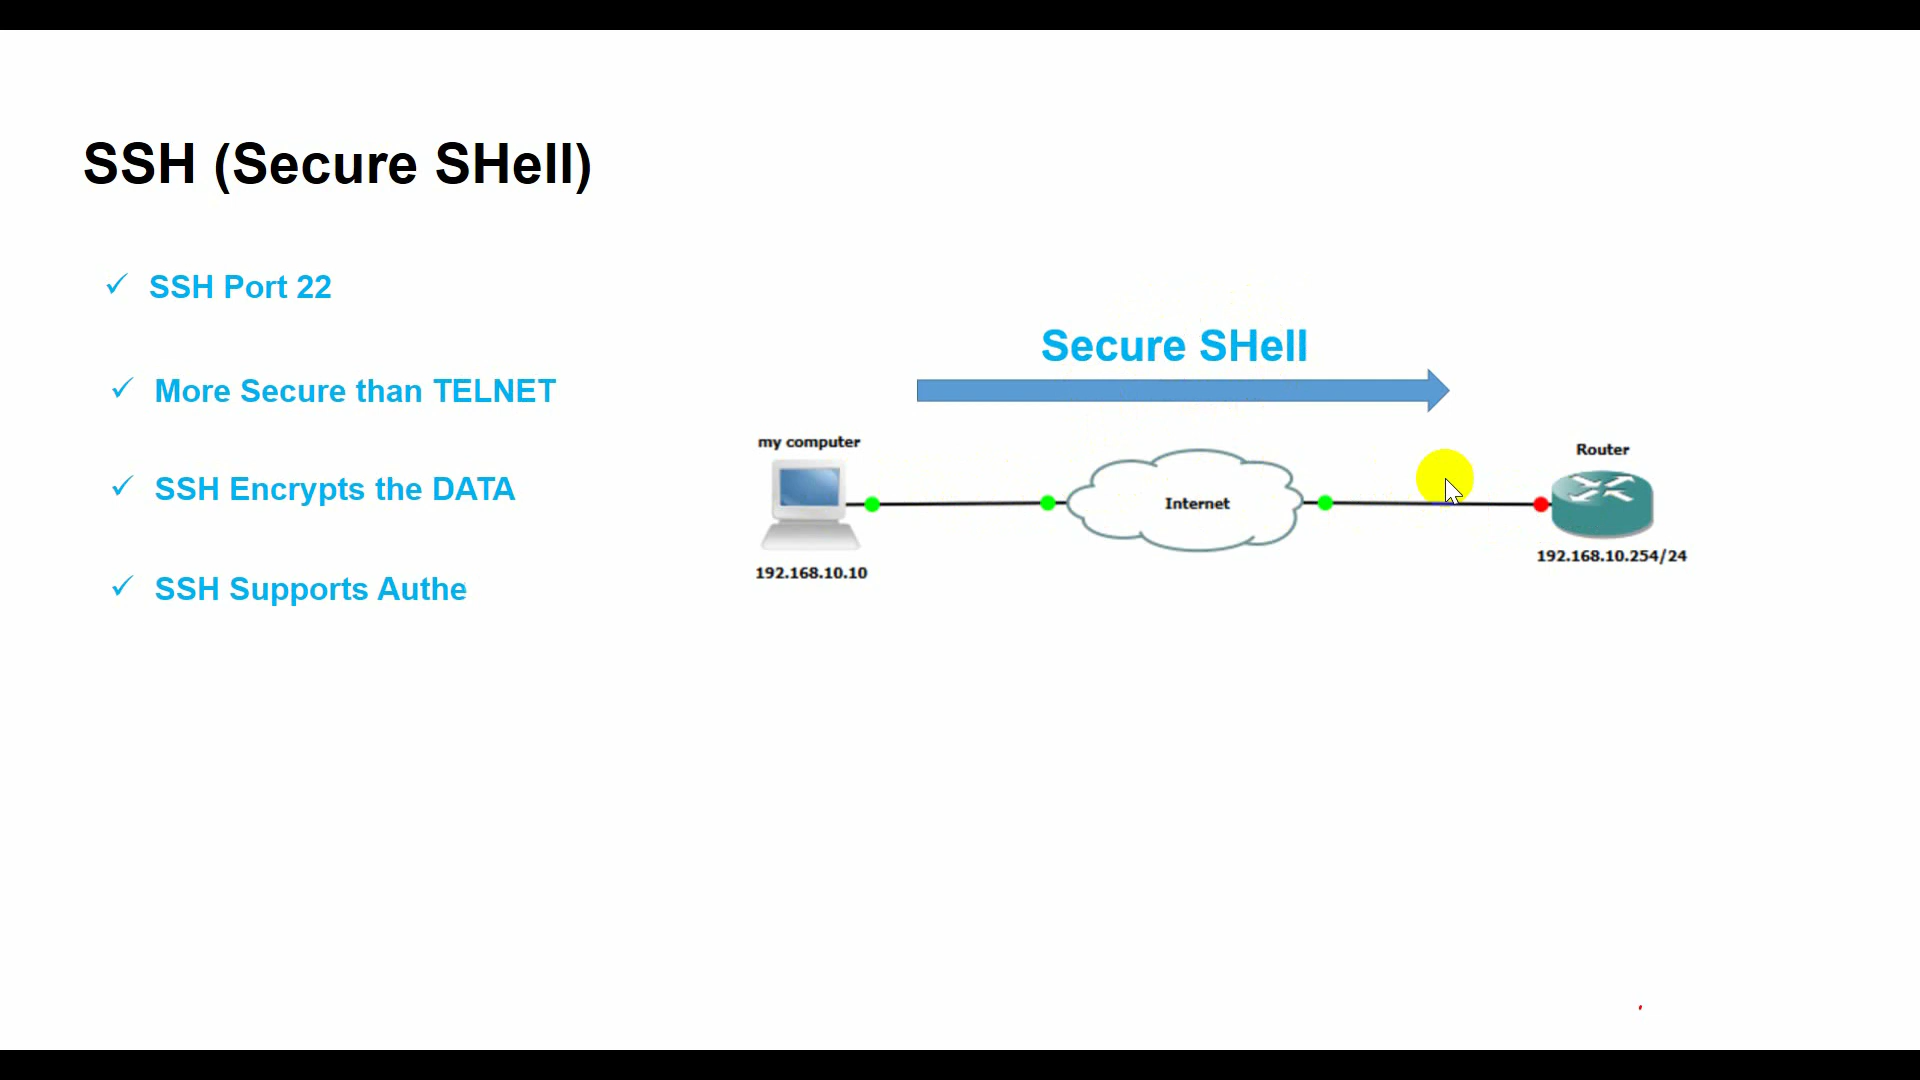 SSH (Secure SHell)
SSH Port 22
More Secure than TELNET
SSH Encrypts the DATA
SSH Supports Authe
Secure SHell
my computer
Internet
Router
192.168.10.10
192.168.10.254/24